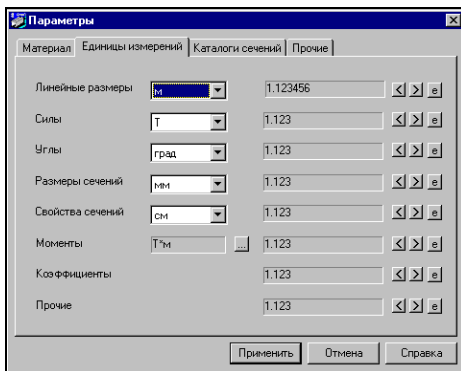 Параметры
Материал Единицы измерений Каталоги сечений Прочие
Линейные размеры м 1.123456 < > e
Силы Т 1.123 < > e
Углы град 1.123 < > e
Размеры сечений мм 1.123 < > e
Свойства сечений см 1.123 < > e
Моменты Т*м ... 1.123 < > e
Коэффициенты 1.123 < > e
Прочие 1.123 < > e
Применить Отмена Справка